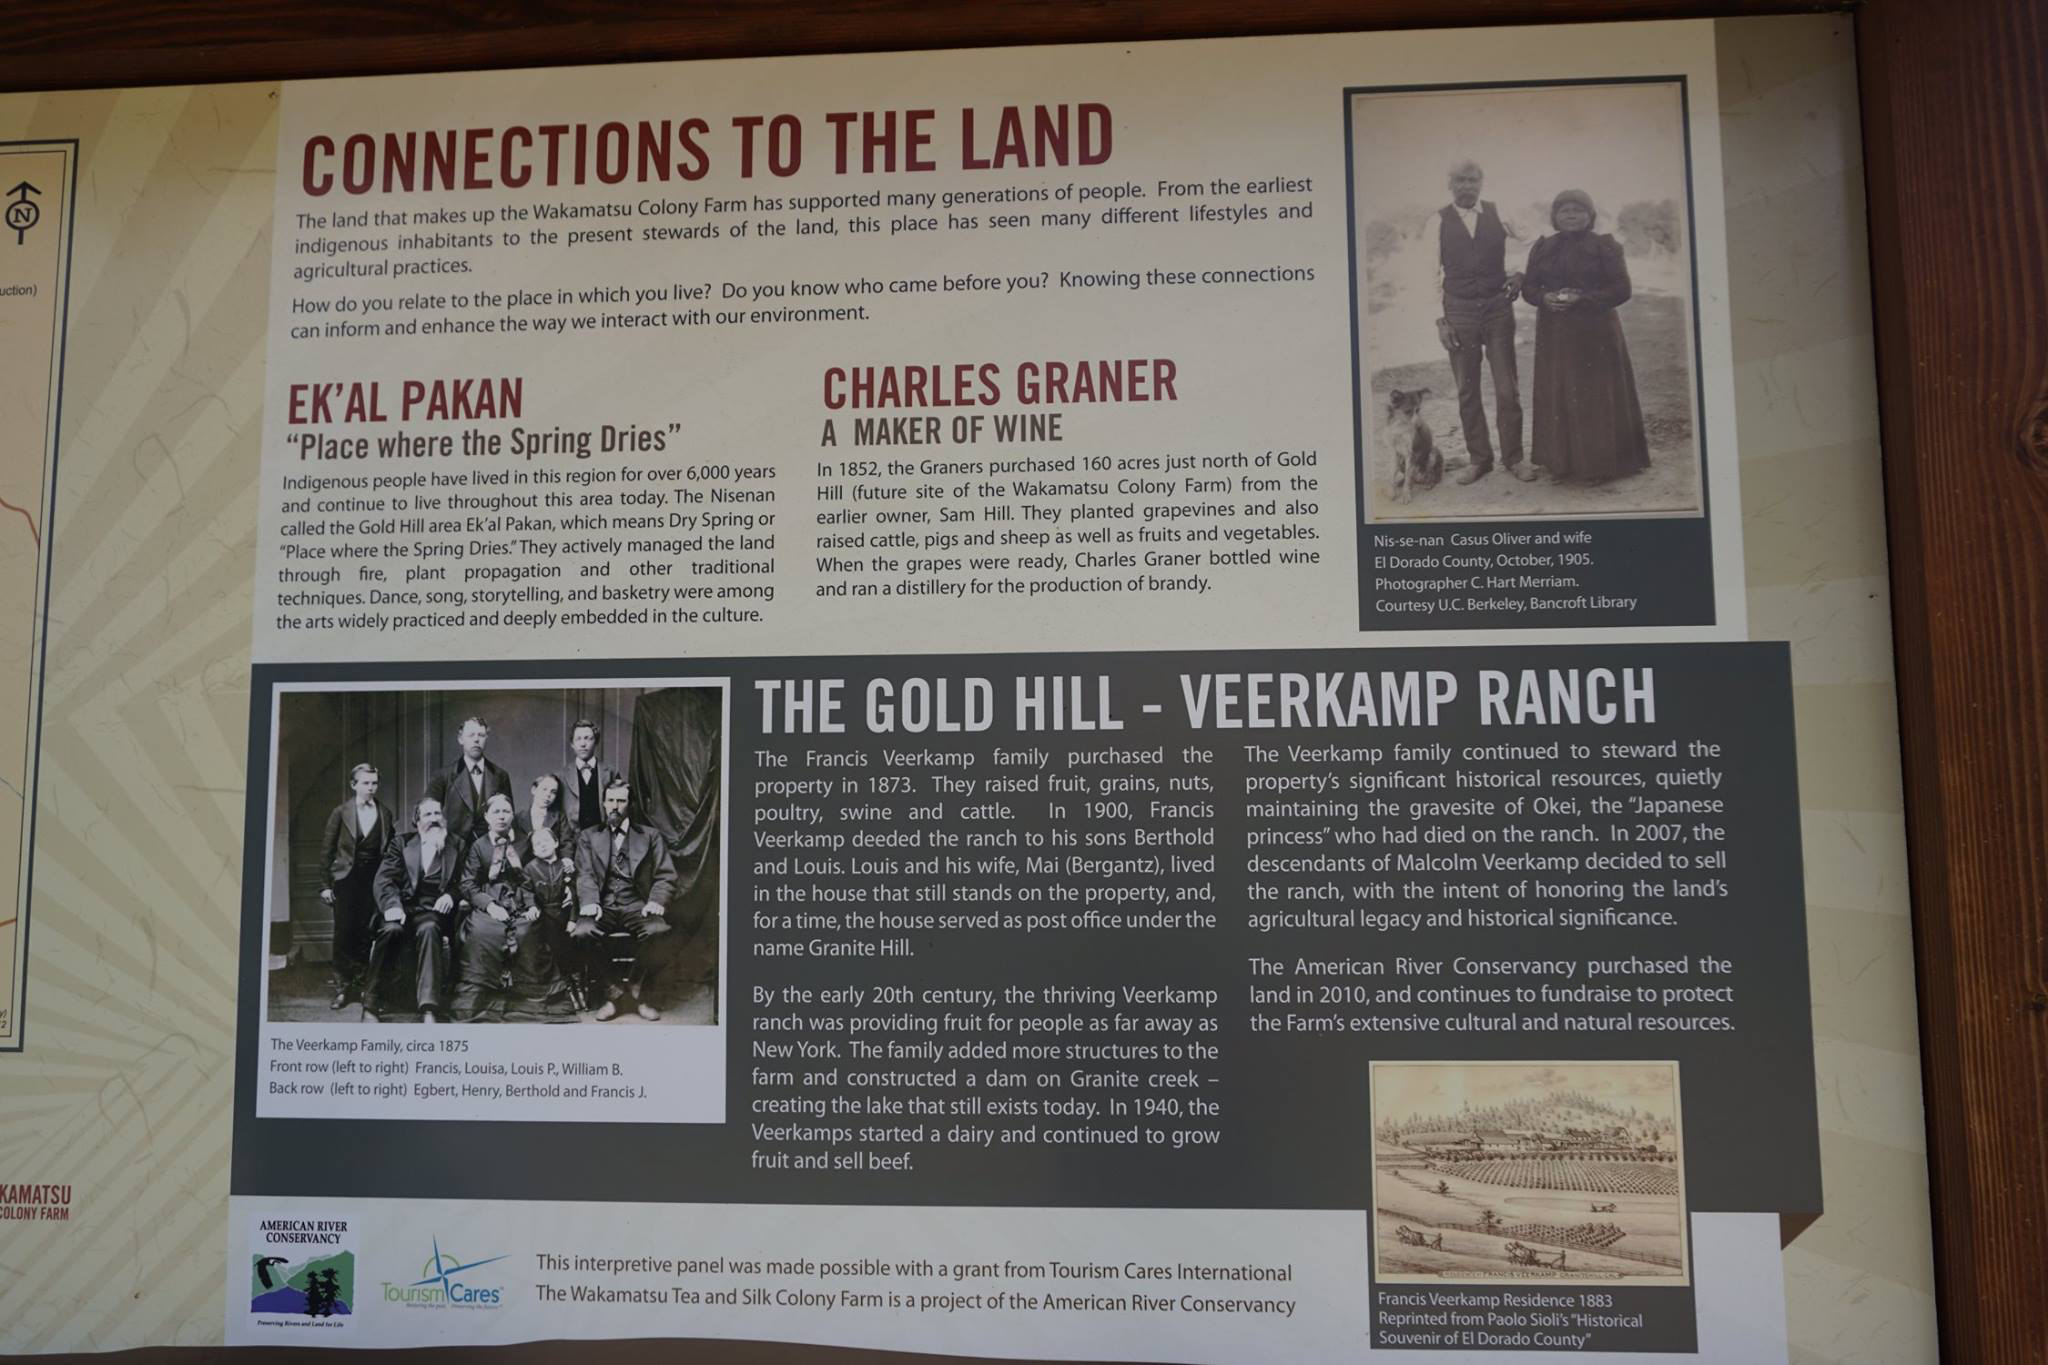 N
uction)
KAMATSU
COLONY FARM
CONNECTIONS TO THE LAND
The land that makes up the Wakamatsu Colony Farm has supported many generations of people. From the earliest
indigenous inhabitants to the present stewards of the land, this place has seen many different lifestyles and
agricultural practices.
How do you relate to the place in which you live? Do you know who came before you? Knowing these connections
can inform and enhance the way we interact with our environment.
EK'AL PAKAN
"Place where the Spring Dries"
Indigenous people have lived in this region for over 6,000 years
and continue to live throughout this area today. The Nisenan
called the Gold Hill area Ek'al Pakan, which means Dry Spring or
"Place where the Spring Dries." They actively managed the land
through fire, plant propagation and other traditional
techniques. Dance, song, storytelling, and basketry were among
the arts widely practiced and deeply embedded in the culture.
CHARLES GRANER
A MAKER OF WINE
In 1852, the Graners purchased 160 acres just north of Gold
Hill (future site of the Wakamatsu Colony Farm) from the
earlier owner, Sam Hill. They planted grapevines and also
raised cattle, pigs and sheep as well as fruits and vegetables.
When the grapes were ready, Charles Graner bottled wine
and ran a distillery for the production of brandy.
Nis-se-nan Casus Oliver and wife
El Dorado County, October, 1905.
Photographer C. Hart Merriam.
Courtesy U.C. Berkeley, Bancroft Library
The Veerkamp Family, circa 1875
Front row (left to right) Francis, Louisa, Louis P., William B.
Back row (left to right) Egbert, Henry, Berthold and Francis J.
THE GOLD HILL - VEERKAMP RANCH
The Francis Veerkamp family purchased the
property in 1873. They raised fruit, grains, nuts,
poultry, swine and cattle. In 1900, Francis
Veerkamp deeded the ranch to his sons Berthold
and Louis. Louis and his wife, Mai (Bergantz), lived
in the house that still stands on the property, and,
for a time, the house served as post office under the
name Granite Hill.
By the early 20th century, the thriving Veerkamp
ranch was providing fruit for people as far away as
New York. The family added more structures to the
farm and constructed a dam on Granite creek –
creating the lake that still exists today. In 1940, the
Veerkamps started a dairy and continued to grow
fruit and sell beef.
The Veerkamp family continued to steward the
property's significant historical resources, quietly
maintaining the gravesite of Okei, the "Japanese
princess" who had died on the ranch. In 2007, the
descendants of Malcolm Veerkamp decided to sell
the ranch, with the intent of honoring the land's
agricultural legacy and historical significance.
The American River Conservancy purchased the
land in 2010, and continues to fundraise to protect
the Farm's extensive cultural and natural resources.
RESIDENCE OF FRANCIS VEERKAMP GRANITE HILL CAL.
Francis Veerkamp Residence 1883
Reprinted from Paolo Sioli's "Historical
Souvenir of El Dorado County"
AMERICAN RIVER
CONSERVANCY
Preserving Rivers and Land for Life
Tourism Cares
This interpretive panel was made possible with a grant from Tourism Cares International
The Wakamatsu Tea and Silk Colony Farm is a project of the American River Conservancy